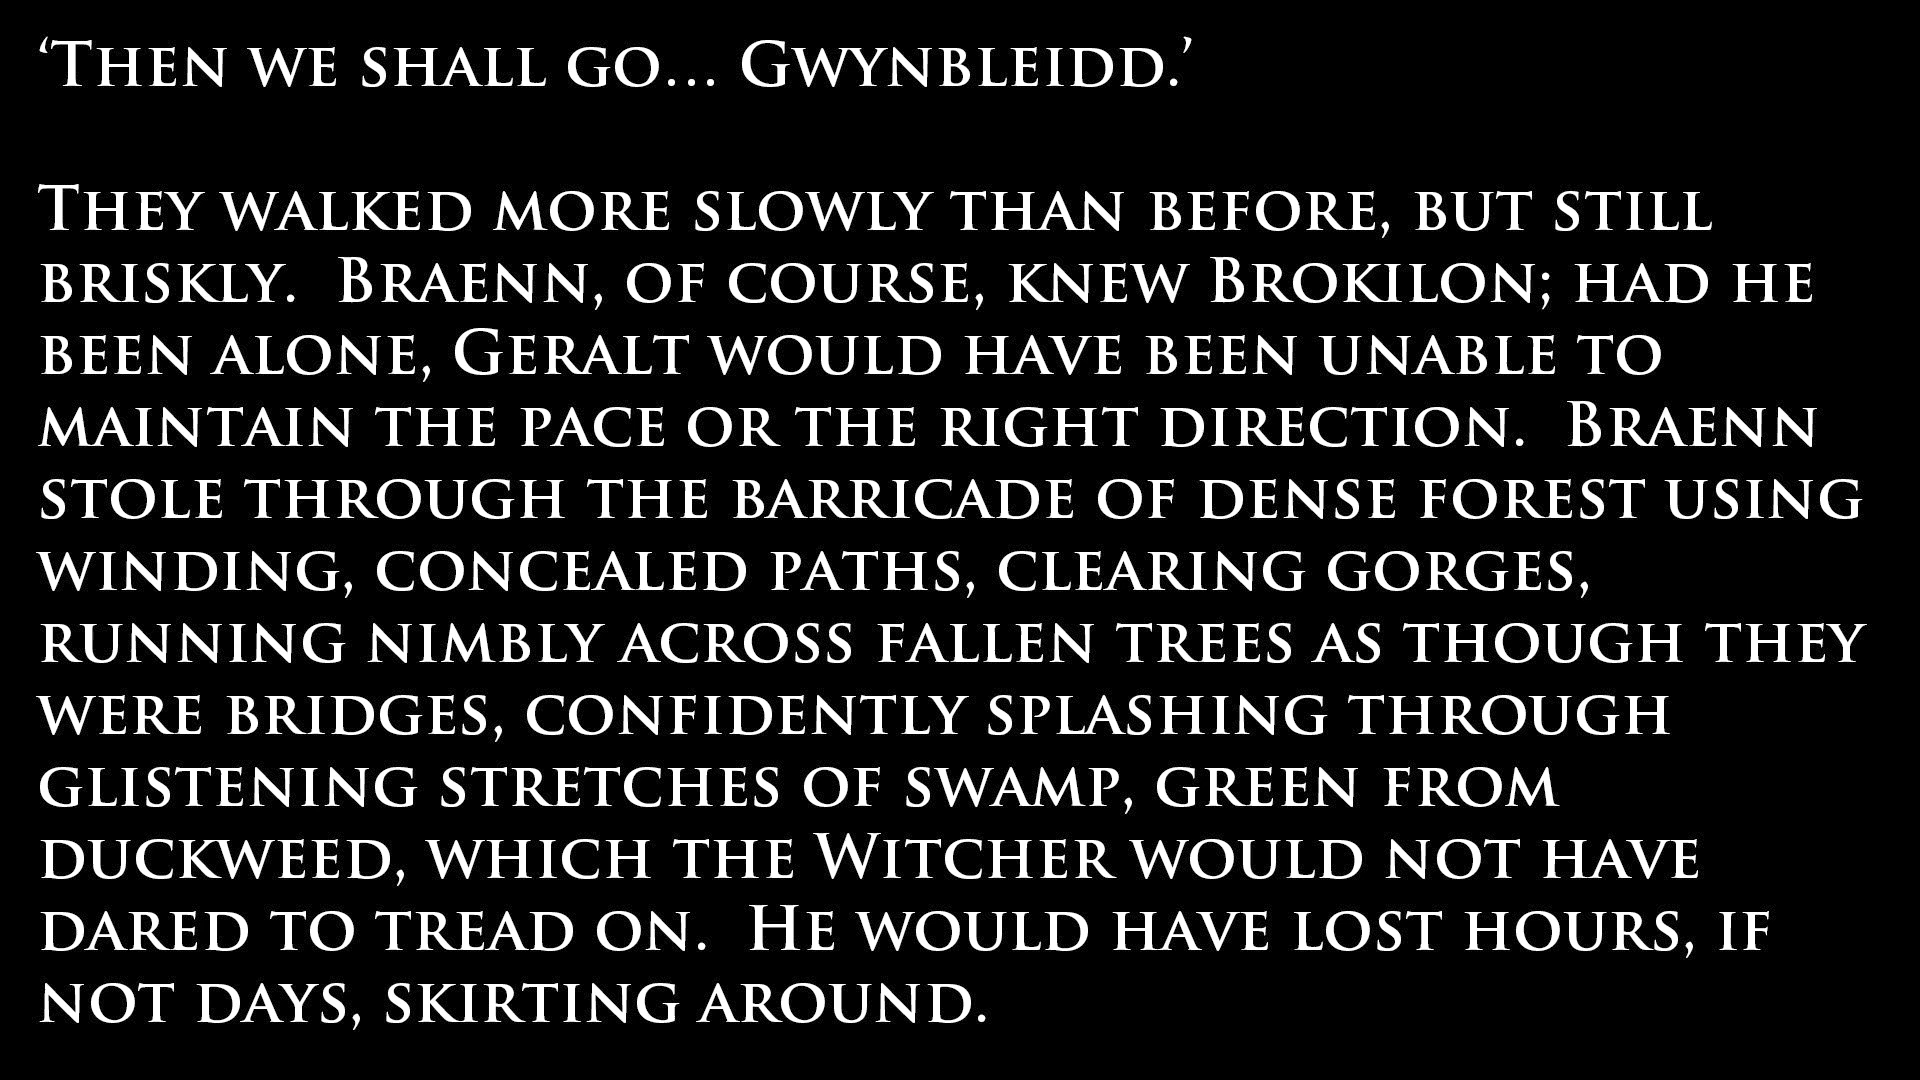 ‘Then we shall go… Gwynbleidd.’
They walked more slowly than before, but still
briskly.  Braenn, of course, knew Brokilon; had he
been alone, Geralt would have been unable to
maintain the pace or the right direction.  Braenn
stole through the barricade of dense forest using
winding, concealed paths, clearing gorges,
running nimbly across fallen trees as though they
were bridges, confidently splashing through
glistening stretches of swamp, green from
duckweed, which the Witcher would not have
dared to tread on.  He would have lost hours, if
not days, skirting around.